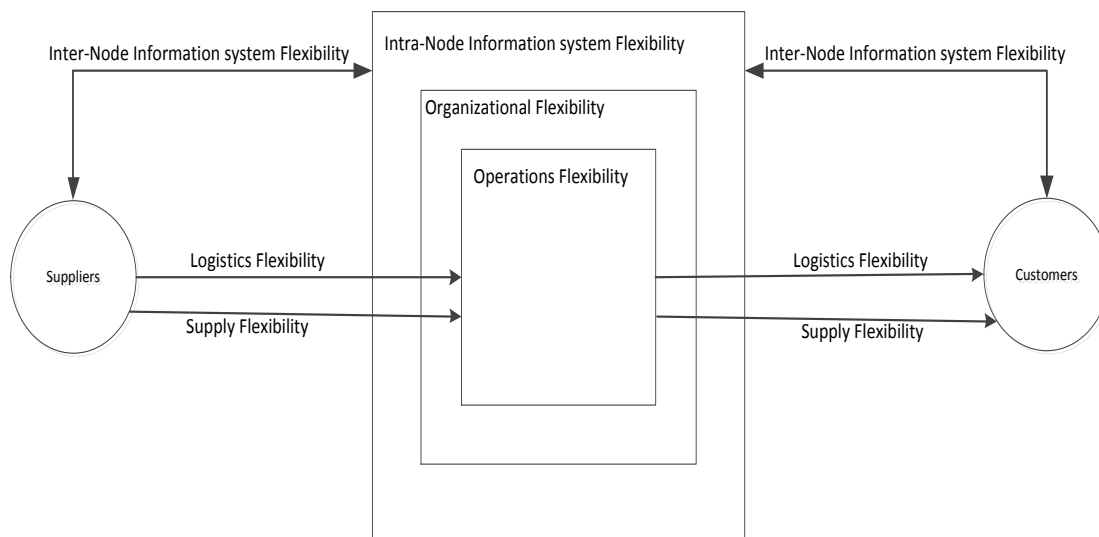 Intra-Node Information system Flexibility
Inter-Node Information system Flexibility
Inter-Node Information system Flexibility
Organizational Flexibility
Operations Flexibility
Logistics Flexibility
Logistics Flexibility
Suppliers
Customers
Supply Flexibility
Supply Flexibility